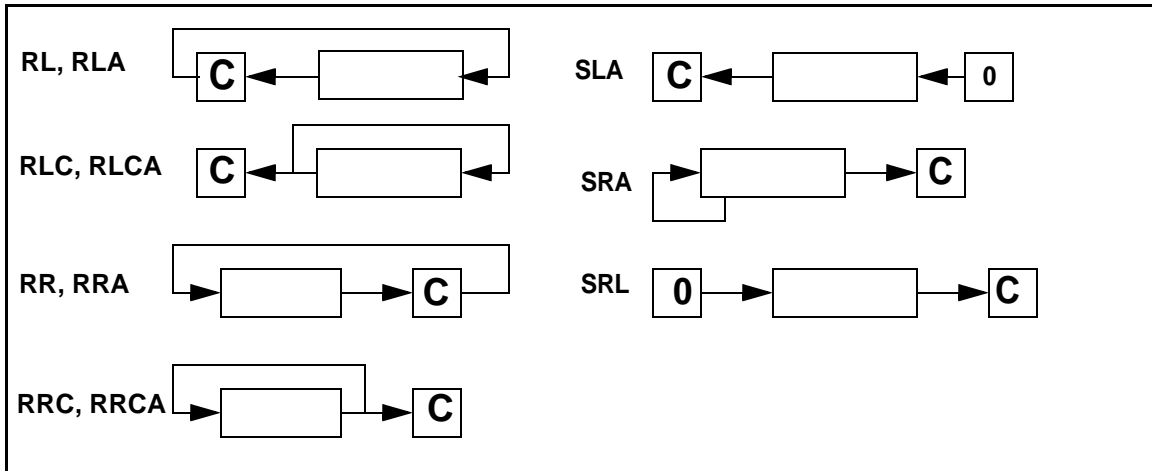 RL, RLA C
SLA C 0
RLC, RLCA C
SRA C
RR, RRA C
SRL 0 C
RRC, RRCA C